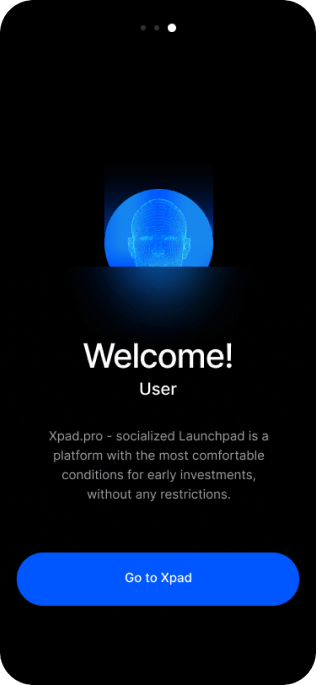 Welcome!
User
Xpad.pro - socialized Launchpad is a
platform with the most comfortable
conditions for early investments,
without any restrictions.
Go to Xpad